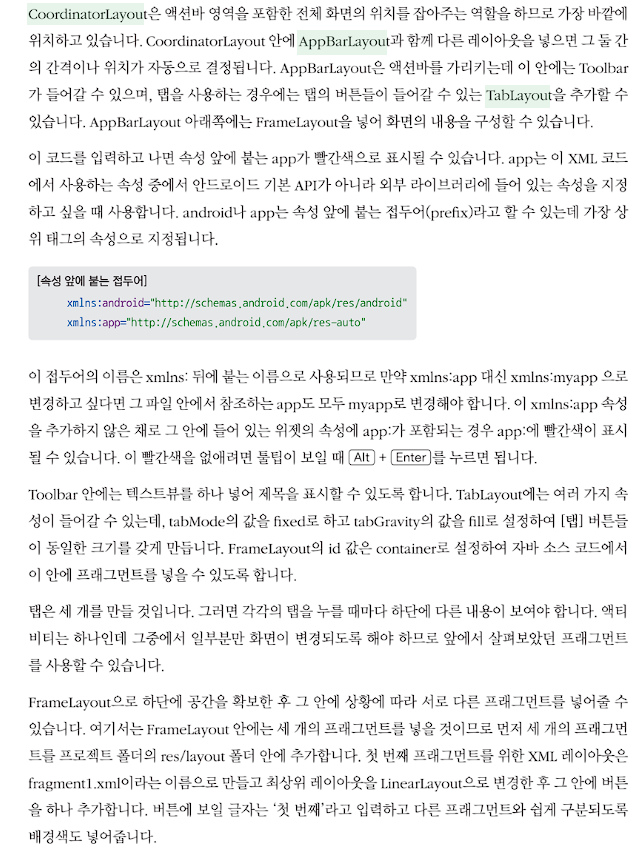 CoordinatorLayout은 액션바 영역을 포함한 전체 화면의 위치를 잡아주는 역할을 하므로 가장 바깥에
위치하고 있습니다. CoordinatorLayout 안에 AppBarLayout과 함께 다른 레이아웃을 넣으면 그 둘 간
의 간격이나 위치가 자동으로 결정됩니다. AppBarLayout은 액션바를 가리키는데 이 안에는 Toolbar
가 들어갈 수 있으며, 탭을 사용하는 경우에는 탭의 버튼들이 들어갈 수 있는 TabLayout을 추가할 수
있습니다. AppBarLayout 아래쪽에는 FrameLayout을 넣어 화면의 내용을 구성할 수 있습니다.
이 코드를 입력하고 나면 속성 앞에 붙는 app가 빨간색으로 표시될 수 있습니다. app는 이 XML 코드
에서 사용하는 속성 중에서 안드로이드 기본 API가 아니라 외부 라이브러리에 들어 있는 속성을 지정
하고 싶을 때 사용합니다. android나 app는 속성 앞에 붙는 접두어(prefix)라고 할 수 있는데 가장 상
위 태그의 속성으로 지정됩니다.
[속성 앞에 붙는 접두어]
xmlns:android="http://schemas.android.com/apk/res/android"
xmlns:app="http://schemas.android.com/apk/res-auto"
이 접두어의 이름은 xmlns: 뒤에 붙는 이름으로 사용되므로 만약 xmlns:app 대신 xmlns:myapp 으로
변경하고 싶다면 그 파일 안에서 참조하는 app도 모두 myapp로 변경해야 합니다. 이 xmlns:app 속성
을 추가하지 않은 채로 그 안에 들어 있는 위젯의 속성에 app:가 포함되는 경우 app:에 빨간색이 표시
될 수 있습니다. 이 빨간색을 없애려면 툴팁이 보일 때 Alt + Enter를 누르면 됩니다.
Toolbar 안에는 텍스트뷰를 하나 넣어 제목을 표시할 수 있도록 합니다. TabLayout에는 여러 가지 속
성이 들어갈 수 있는데, tabMode의 값을 fixed로 하고 tabGravity의 값을 fill로 설정하여 [탭] 버튼들
이 동일한 크기를 갖게 만듭니다. FrameLayout의 id 값은 container로 설정하여 자바 소스 코드에서
이 안에 프래그먼트를 넣을 수 있도록 합니다.
탭은 세 개를 만들 것입니다. 그러면 각각의 탭을 누를 때마다 하단에 다른 내용이 보여야 합니다. 액티
비티는 하나인데 그중에서 일부분만 화면이 변경되도록 해야 하므로 앞에서 살펴보았던 프래그먼트
를 사용할 수 있습니다.
FrameLayout으로 하단에 공간을 확보한 후 그 안에 상황에 따라 서로 다른 프래그먼트를 넣어줄 수
있습니다. 여기서는 FrameLayout 안에는 세 개의 프래그먼트를 넣을 것이므로 먼저 세 개의 프래그먼
트를 프로젝트 폴더의 res/layout 폴더 안에 추가합니다. 첫 번째 프래그먼트를 위한 XML 레이아웃은
fragment1.xml이라는 이름으로 만들고 최상위 레이아웃을 LinearLayout으로 변경한 후 그 안에 버튼
을 하나 추가합니다. 버튼에 보일 글자는 ‘첫 번째’라고 입력하고 다른 프래그먼트와 쉽게 구분되도록
배경색도 넣어줍니다.